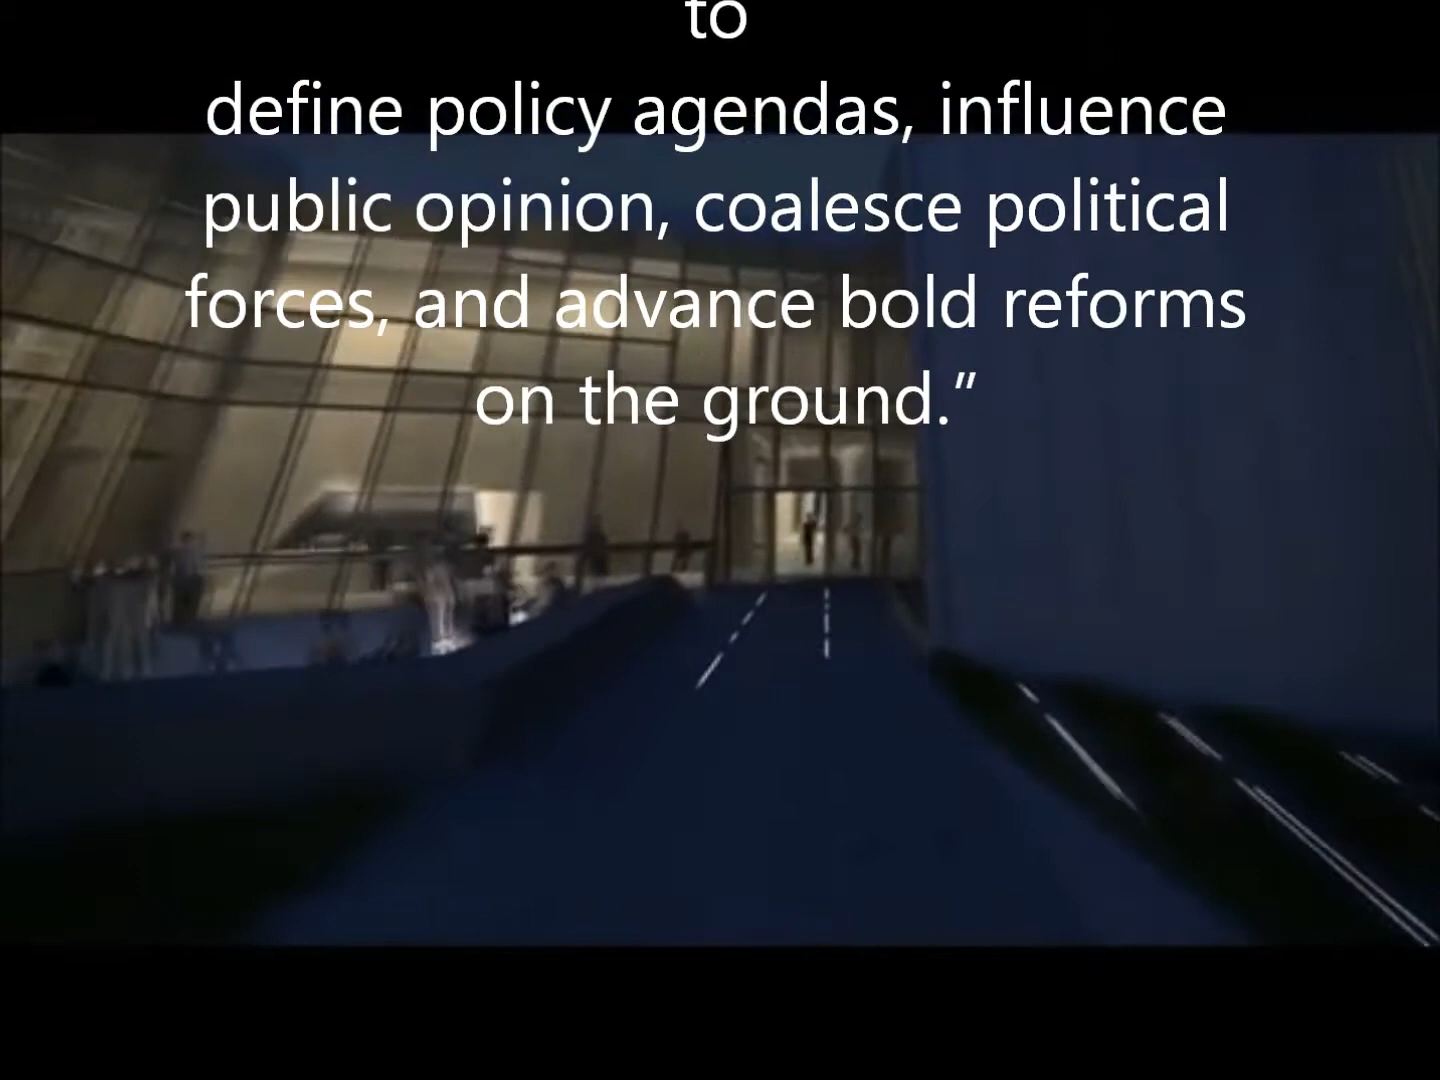 to
define policy agendas, influence
public opinion, coalesce political
forces, and advance bold reforms
on the ground.”